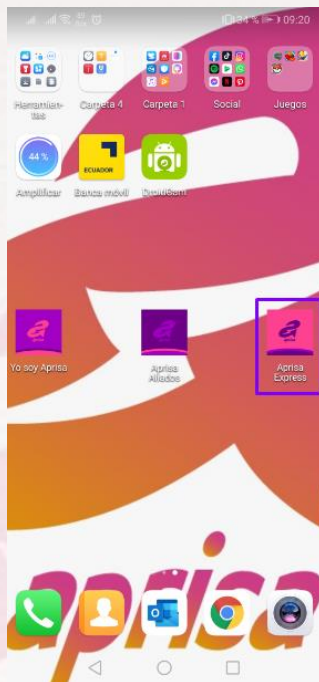 84 % 09:20
Herramien-
tas
Carpeta 4
Carpeta 1
Social
Juegos
44 %
ECUADOR
Amplificar
Banca móvil
DroidCam
Yo soy Aprisa
Aprisa
Aliados
Aprisa
Express
aprisa